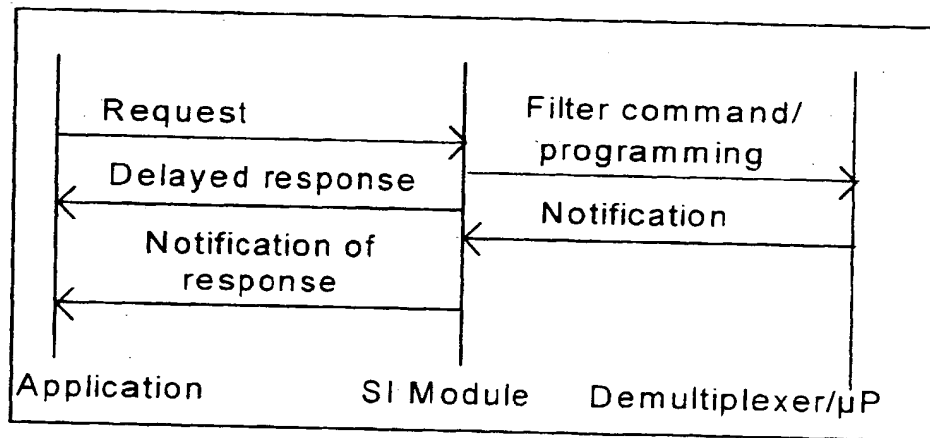 Request
Filter command/
programming
Delayed response
Notification
Notification of
response
Application
SI Module
Demultiplexer/µP